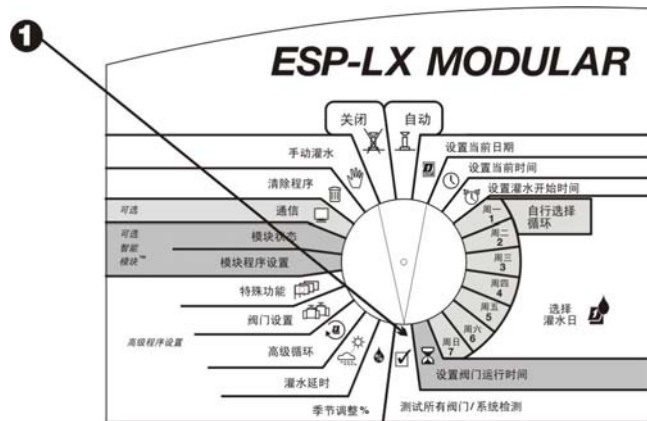 1
ESP-LX MODULAR
关闭
自动
手动灌水
设置当前日期
清除程序
设置当前时间
可选
通信
设置灌水开始时间
可选
智能
模块™
模块状态
模块程序设置
周一
1
自行选择
循环
周二
2
周三
3
周四
4
周五
5
周六
6
周日
7
选择
灌水日
特殊功能
阀门设置
高级程序设置
高级循环
灌水延时
季节调整%
设置阀门运行时间
测试所有阀门/系统检测